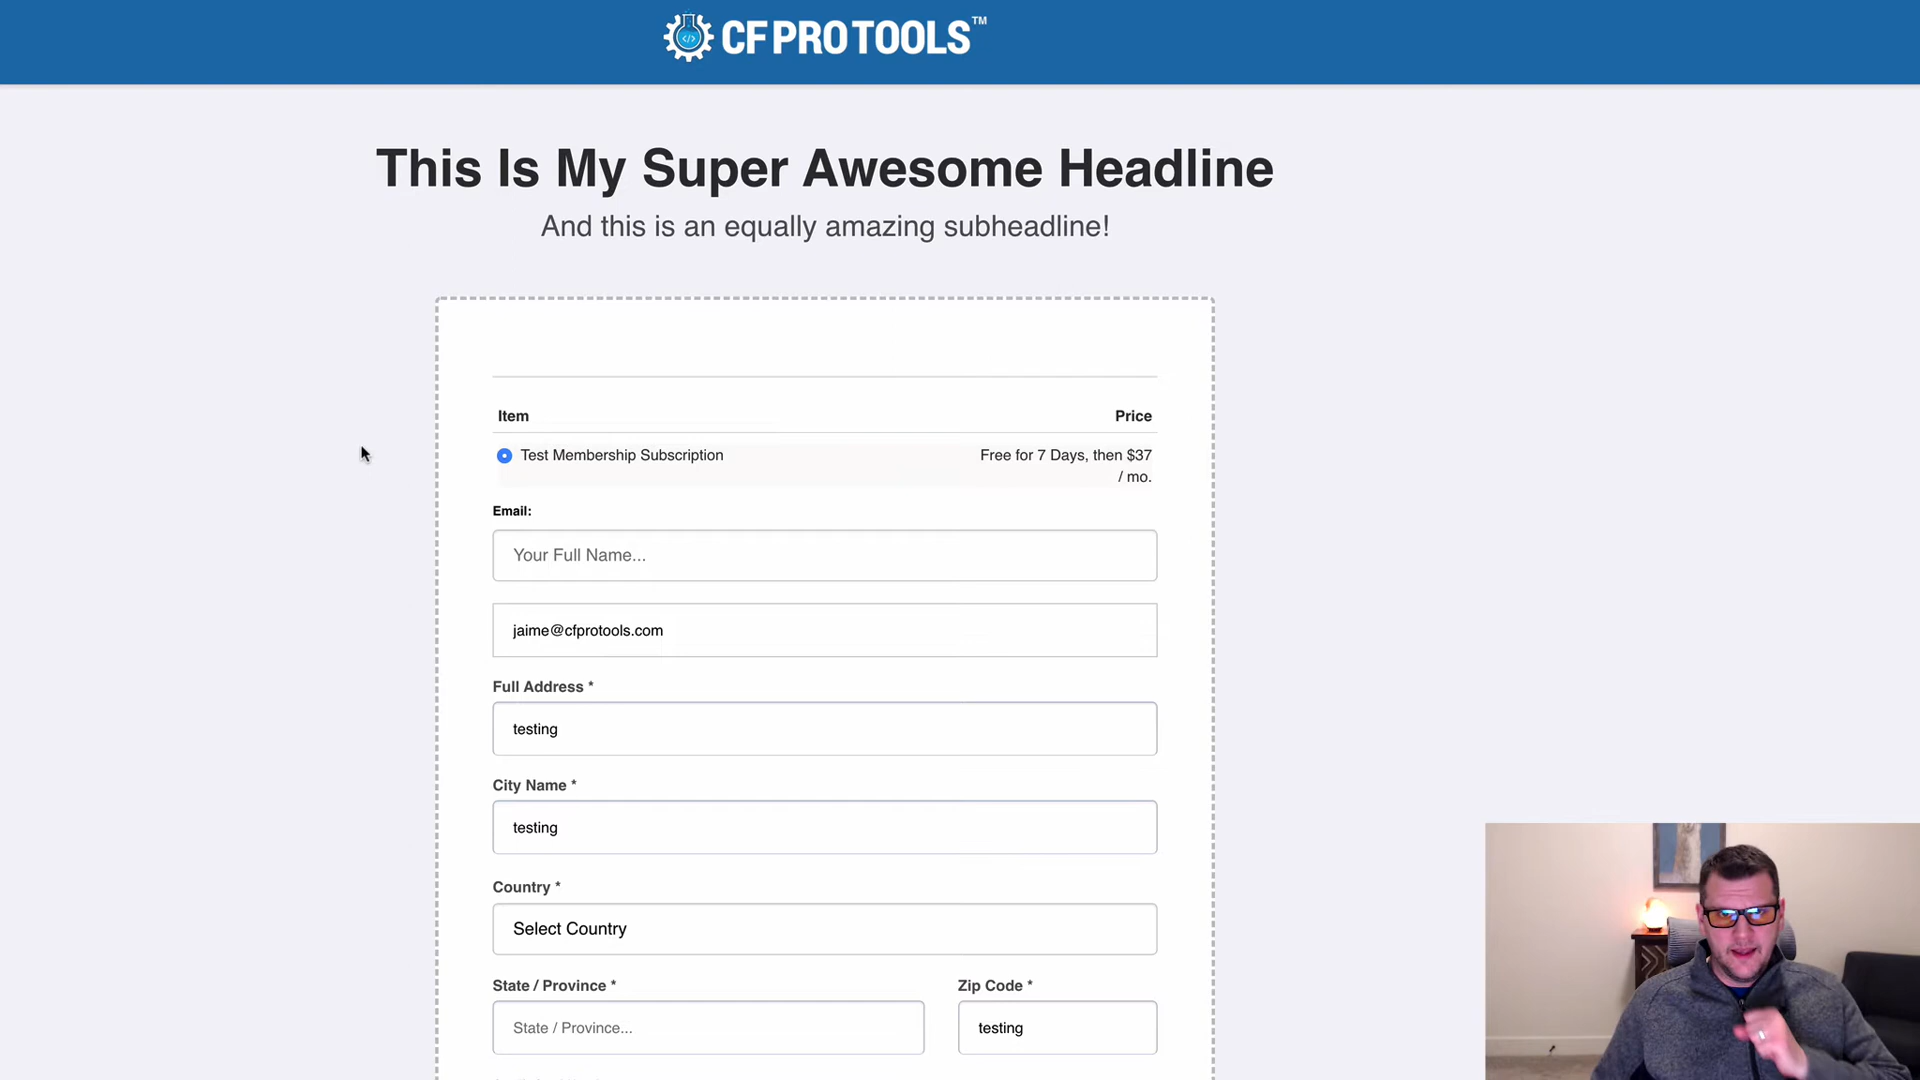 CF PRO TOOLS™
This Is My Super Awesome Headline
And this is an equally amazing subheadline!
Item Price
Test Membership Subscription Free for 7 Days, then $37
/ mo.
Email:
Your Full Name...
jaime@cfprotools.com
Full Address *
testing
City Name *
testing
Country *
Select Country
State / Province * Zip Code *
State / Province... testing